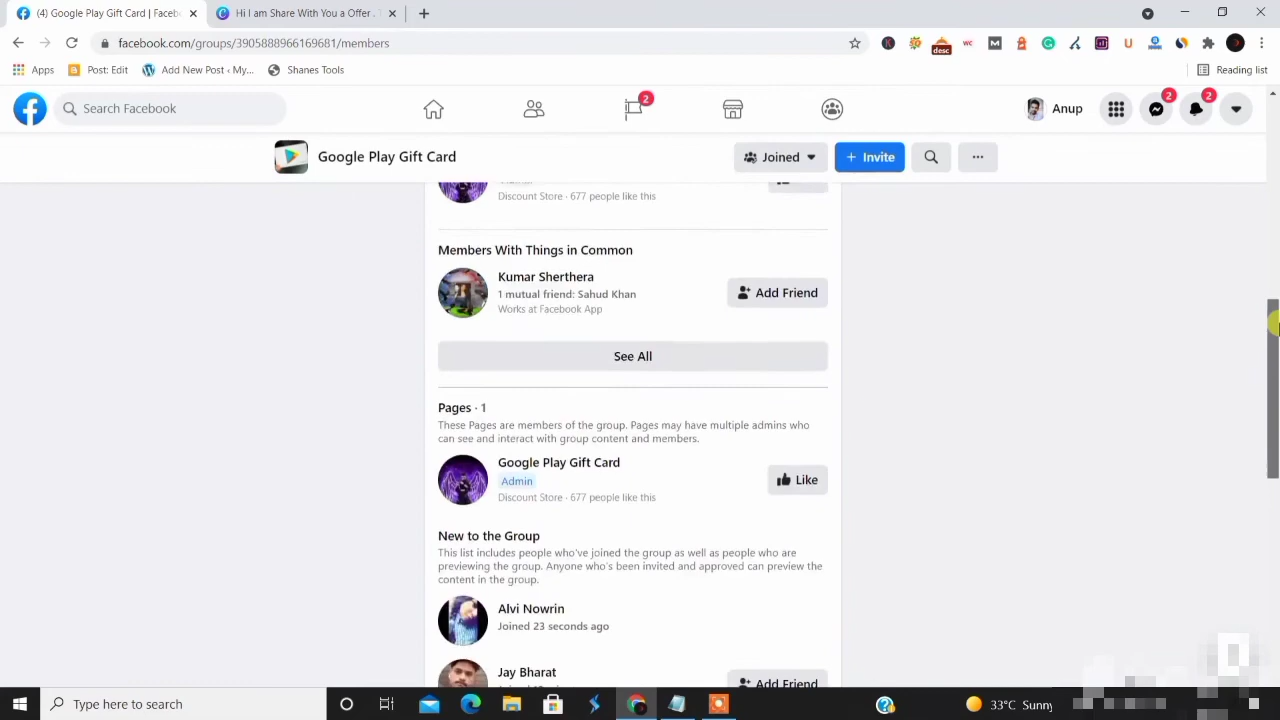 (4) Google Play Gift Card | Faceb
Hi I Am Share With You a Offer .
facebook.com/groups/3905888966169681/members
desc
WC
M
U
Apps
Post: Edit
Add New Post ‹ My...
Shanes Tools
Reading list
Search Facebook
2
Anup
2
2
Google Play Gift Card
Joined
+ Invite
Discount Store · 677 people like this
Members With Things in Common
Kumar Sherthera
1 mutual friend: Sahud Khan
Works at Facebook App
Add Friend
See All
Pages · 1
These Pages are members of the group. Pages may have multiple admins who
can see and interact with group content and members.
Google Play Gift Card
Admin
Discount Store · 677 people like this
Like
New to the Group
This list includes people who've joined the group as well as people who are
previewing the group. Anyone who's been invited and approved can preview the
content in the group.
Alvi Nowrin
Joined 23 seconds ago
Jay Bharat
Add Friend
Type here to search
33°C Sunny